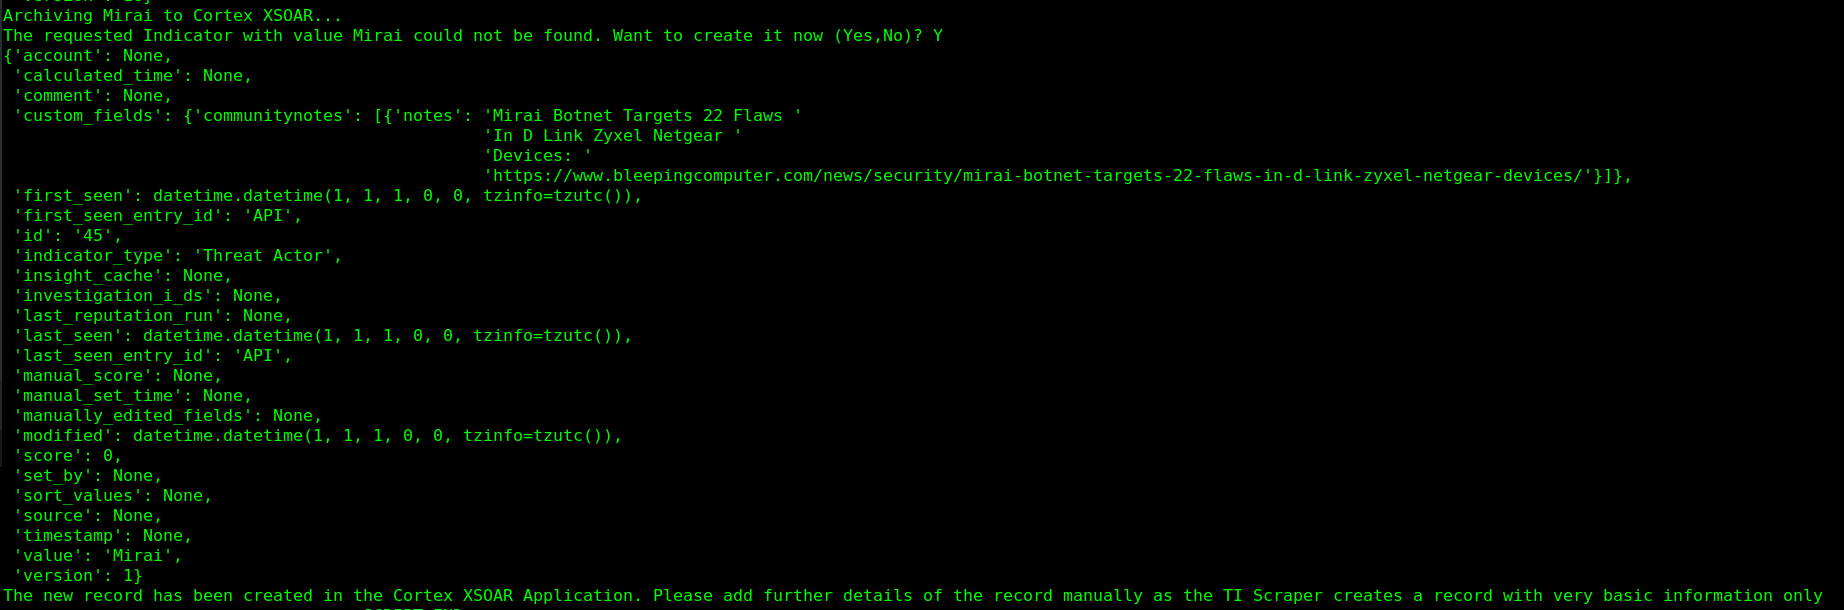 Archiving Mirai to Cortex XSOAR...
The requested Indicator with value Mirai could not be found. Want to create it now (Yes,No)? Y
{'account': None,
 'calculated_time': None,
 'comment': None,
 'custom_fields': {'communitynotes': [{'notes': 'Mirai Botnet Targets 22 Flaws '
                                                'In D Link Zyxel Netgear '
                                                'Devices: '
                                                'https://www.bleepingcomputer.com/news/security/mirai-botnet-targets-22-flaws-in-d-link-zyxel-netgear-devices/'}]},
 'first_seen': datetime.datetime(1, 1, 1, 0, 0, tzinfo=tzutc()),
 'first_seen_entry_id': 'API',
 'id': '45',
 'indicator_type': 'Threat Actor',
 'insight_cache': None,
 'investigation_i_ds': None,
 'last_reputation_run': None,
 'last_seen': datetime.datetime(1, 1, 1, 0, 0, tzinfo=tzutc()),
 'last_seen_entry_id': 'API',
 'manual_score': None,
 'manual_set_time': None,
 'manually_edited_fields': None,
 'modified': datetime.datetime(1, 1, 1, 0, 0, tzinfo=tzutc()),
 'score': 0,
 'set_by': None,
 'sort_values': None,
 'source': None,
 'timestamp': None,
 'value': 'Mirai',
 'version': 1}
The new record has been created in the Cortex XSOAR Application. Please add further details of the record manually as the TI Scraper creates a record with very basic information only